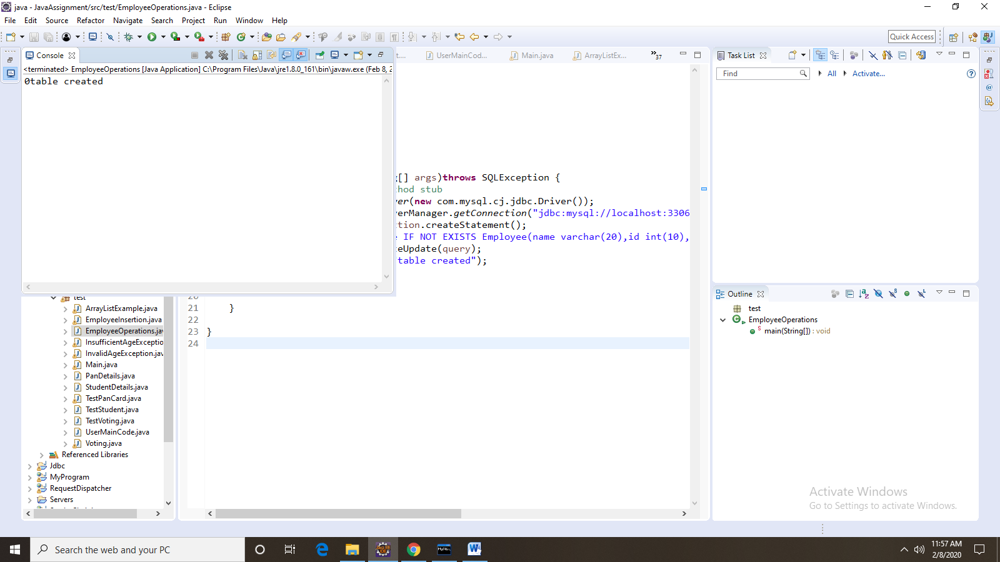 java - JavaAssignment/src/test/EmployeeOperations.java - Eclipse
File Edit Source Refactor Navigate Search Project Run Window Help
Quick Access
Console
<terminated> EmployeeOperations [Java Application] C:\Program Files\Java\jre1.8.0_161\bin\javaw.exe (Feb 8, 2
0table created
t...
UserMainCod...
Main.java
ArrayListEx...
37
[] args)throws SQLException {
hod stub
er(new com.mysql.cj.jdbc.Driver());
erManager.getConnection("jdbc:mysql://localhost:3306
tion.createStatement();
IF NOT EXISTS Employee(name varchar(20),id int(10),
eUpdate(query);
table created");
20
21 }
22
23 }
24
test
ArrayListExample.java
EmployeeInsertion.java
EmployeeOperations.jav
InsufficientAgeExceptio
InvalidAgeException.jav
Main.java
PanDetails.java
StudentDetails.java
TestPanCard.java
TestStudent.java
TestVoting.java
UserMainCode.java
Voting.java
Referenced Libraries
Jdbc
MyProgram
RequestDispatcher
Servers
Task List
Find
All
Activate...
Outline
test
EmployeeOperations
main(String[]) : void
Activate Windows
Go to Settings to activate Windows.
Search the web and your PC
11:57 AM
2/8/2020